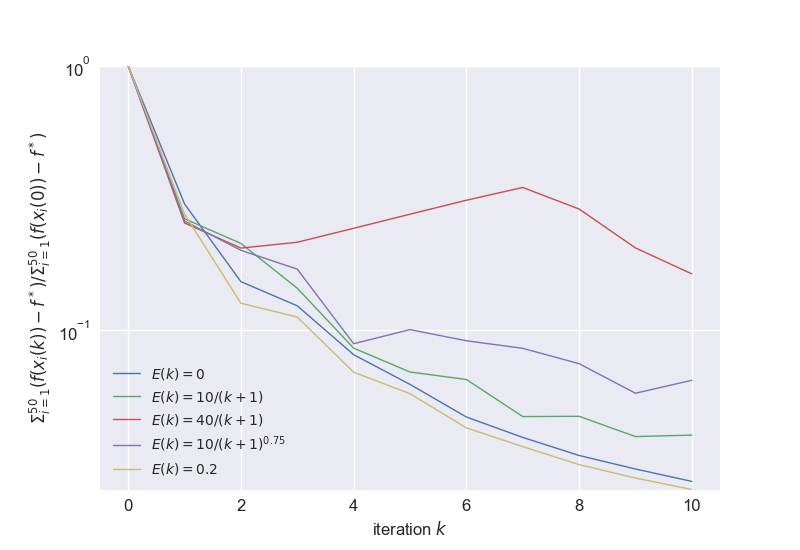 10^0
10^{-1}
Σ_{i=1}^{50}(f(x_i(k)) − f^*)/Σ_{i=1}^{50}(f(x_i(0)) − f^*)
E(k) = 0
E(k) = 10/(k + 1)
E(k) = 40/(k + 1)
E(k) = 10/(k + 1)^{0.75}
E(k) = 0.2
0 2 4 6 8 10
iteration k